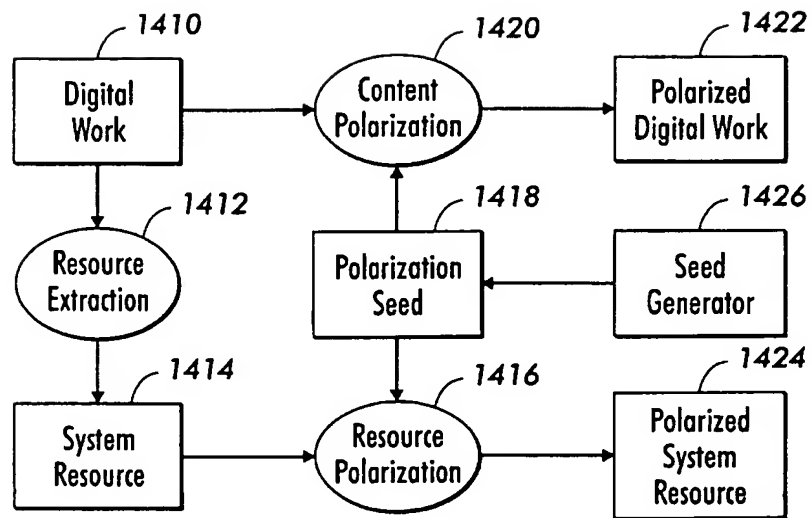 1410
1420
1422
Digital
Work
Content
Polarization
Polarized
Digital Work
1412
1418
1426
Resource
Extraction
Polarization
Seed
Seed
Generator
1414
1416
1424
System
Resource
Resource
Polarization
Polarized
System
Resource